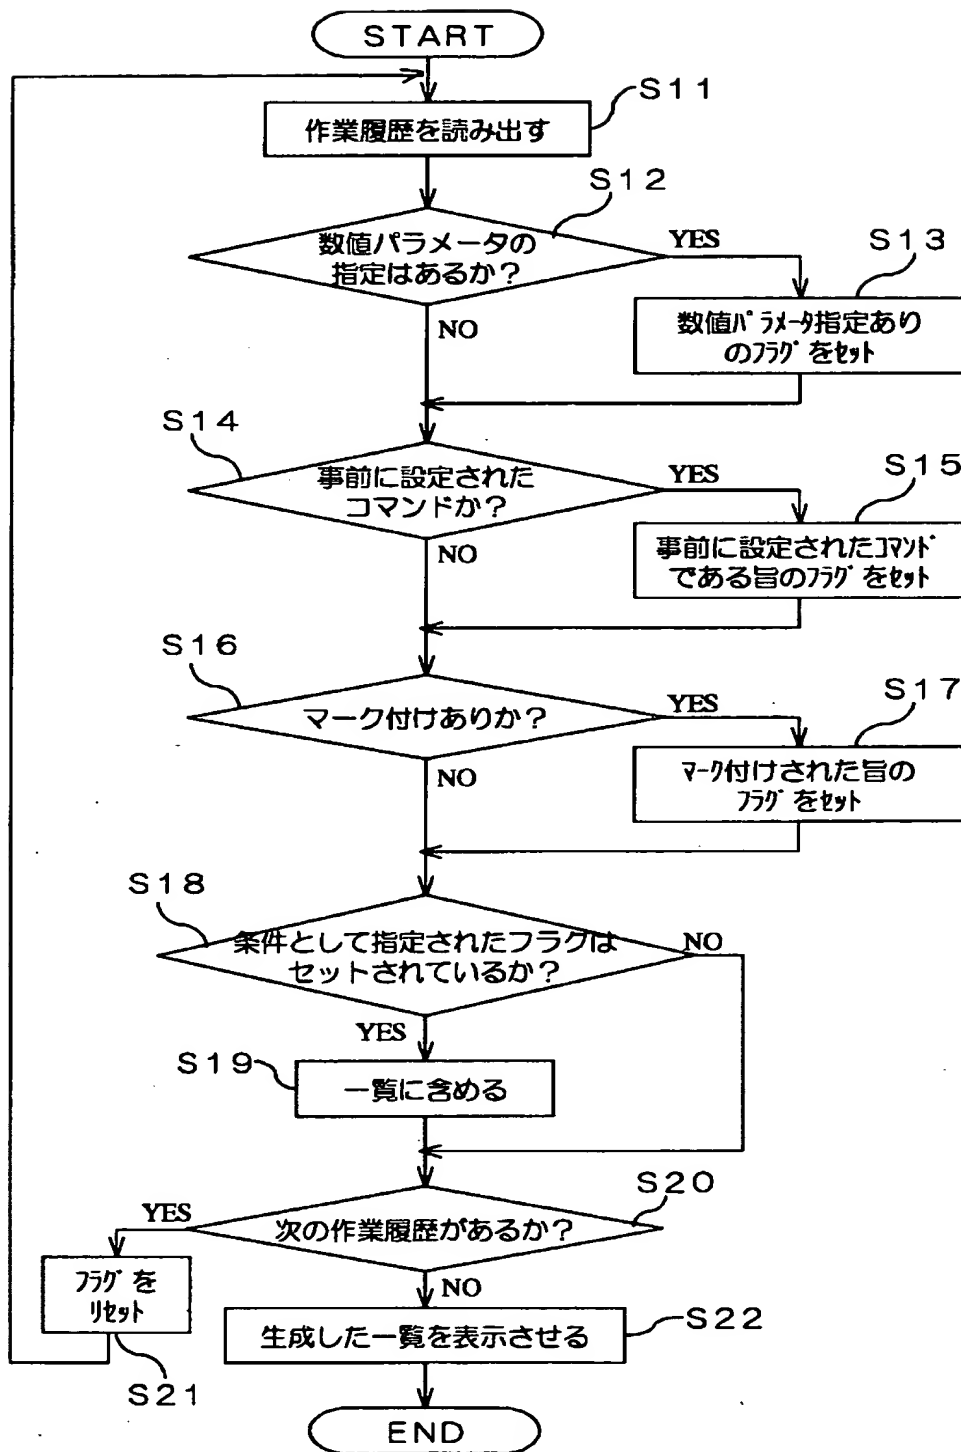 START
S11
作業履歴を読み出す
S12
数値パラメータの
指定はあるか？
YES
S13
数値ﾊﾟﾗﾒｰﾀ指定あり
のﾌﾗｸﾞをｾｯﾄ
NO
S14
事前に設定された
コマンドか？
YES
S15
事前に設定されたｺﾏﾝﾄﾞ
である旨のﾌﾗｸﾞをｾｯﾄ
NO
S16
マーク付けありか？
YES
S17
ﾏｰｸ付けされた旨の
ﾌﾗｸﾞをｾｯﾄ
NO
S18
条件として指定されたフラグは
セットされているか？
NO
YES
S19
一覧に含める
S20
次の作業履歴があるか？
YES
ﾌﾗｸﾞを
ﾘｾｯﾄ
S21
NO
生成した一覧を表示させる
S22
END